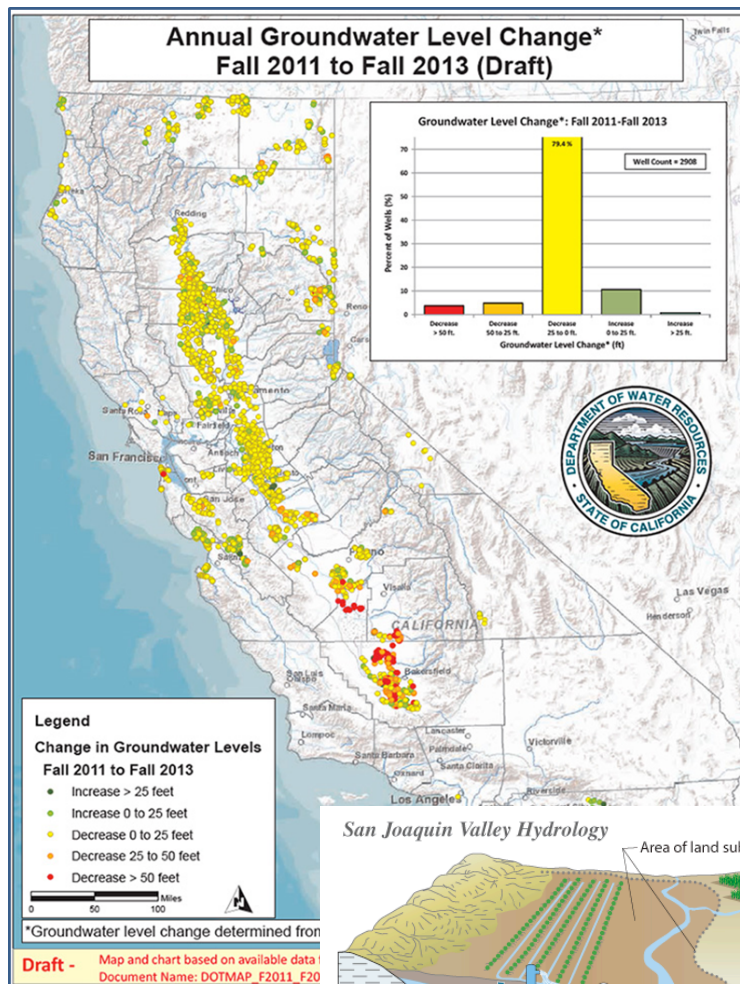 Annual Groundwater Level Change*
Fall 2011 to Fall 2013 (Draft)
Twin Falls
Groundwater Level Change*: Fall 2011-Fall 2013
79.4 %
Well Count = 2908
Percent of Wells (%)
70
60
50
40
30
20
10
0
Decrease
> 50 ft.
Decrease
50 to 25 ft.
Decrease
25 to 0 ft.
Increase
0 to 25 ft.
Increase
> 25 ft.
Groundwater Level Change* (ft)
Redding
Chico
Reno
Santa Ro
Fairfield
Antioch
San Francisc
San Jose
DEPARTMENT OF WATER RESOURCES
STATE OF CALIFORNIA
Visalia
CALIFORNIA
Las Vegas
Henderson
Bakersfield
San Luis
Obispo
Santa Maria
Lompoc
Santa Barbara
Lancaster
Palmdale
Santa Clarita
Victorville
Oxnard
Los Angeles
Riverside
Legend
Change in Groundwater Levels
Fall 2011 to Fall 2013
Increase > 25 feet
Increase 0 to 25 feet
Decrease 0 to 25 feet
Decrease 25 to 50 feet
Decrease > 50 feet
Miles
0 50 100
N
*Groundwater level change determined from
Draft - Map and chart based on available data
Document Name: DOTMAP_F2011_F20
San Joaquin Valley Hydrology
Area of land sul